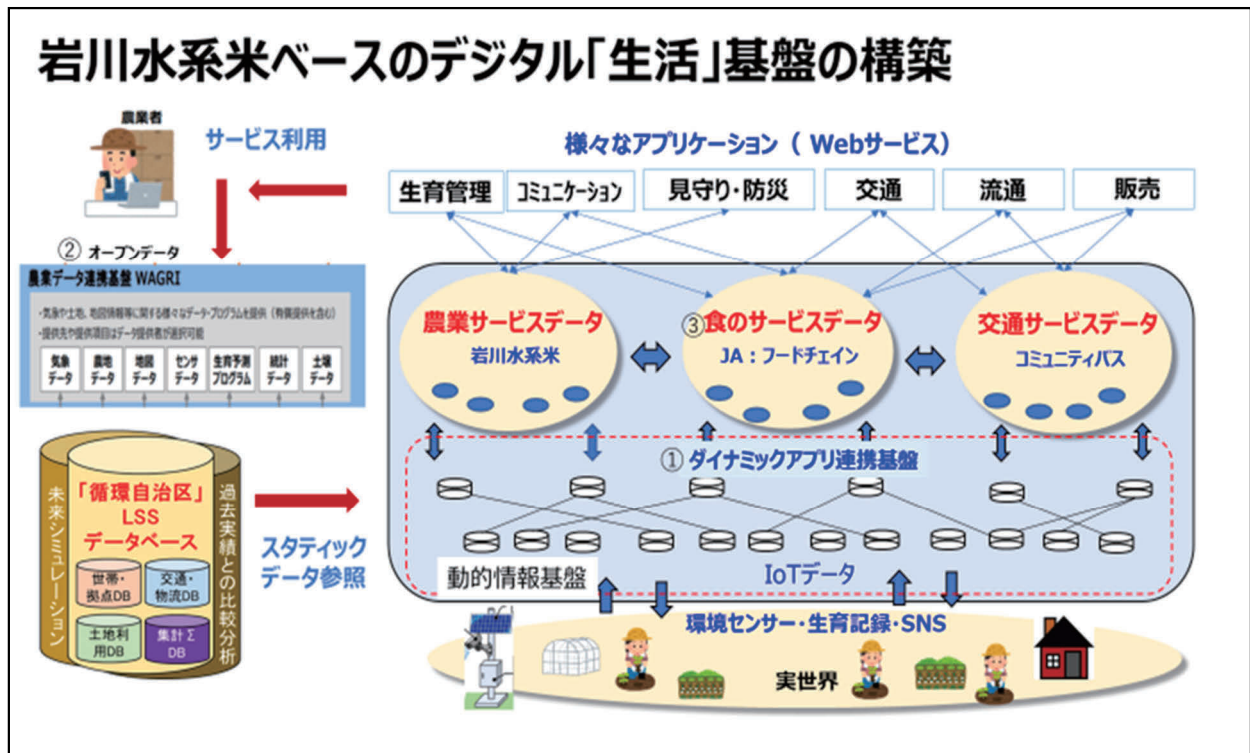 岩川水系米ベースのデジタル「生活」基盤の構築
農業者
サービス利用
様々なアプリケーション（ Webサービス）
生育管理
コミュニケーション
見守り・防災
交通
流通
販売
② オープンデータ
農業データ連携基盤 WAGRI
・気象や土地、地図情報等に関する様々なデータ・プログラムを提供（有償提供を含む）
・提供先や提供項目はデータ提供者が選択可能
気象
データ
農地
データ
地図
データ
センサ
データ
生育予測
プログラム
統計
データ
土壌
データ
農業サービスデータ
岩川水系米
③食のサービスデータ
JA：フードチェイン
交通サービスデータ
コミュニティバス
① ダイナミックアプリ連携基盤
未来シミュレーション
「循環自治区」
LSS
データベース
世帯・
拠点DB
交通・
物流DB
土地利
用DB
集計Σ
DB
過去実績との比較分析
スタティック
データ参照
動的情報基盤
IoTデータ
環境センサー・生育記録・SNS
実世界